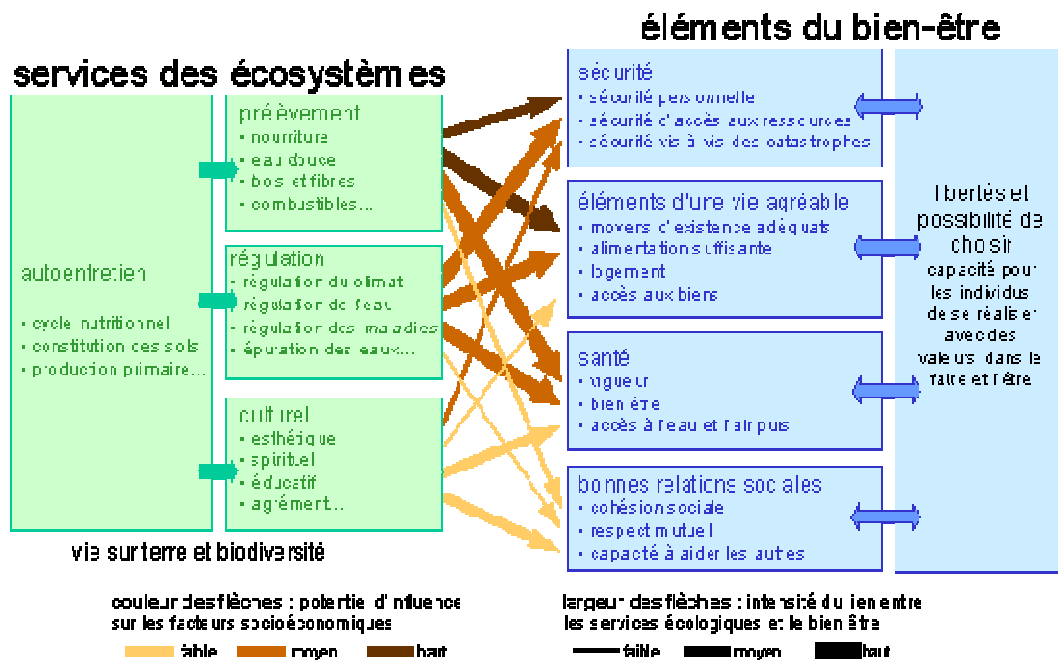 éléments du bien-être
services des écosystèmes
autoentretien
• cycle nutritionnel
• constitution des sols
• production primaire...
prélèvement
• nourriture
• eau douce
• bois et fibres
• combustibles...
régulation
• régulation du climat
• régulation de l'eau
• régulation des maladies
• épuration des eaux...
culturel
• esthétique
• spirituel
• éducatif
• agrément...
vie sur terre et biodiversité
sécurité
• sécurité personnelle
• sécurité d'accès aux ressources
• sécurité vis à vis des catastrophes
éléments d'une vie agréable
• moyens d'existence adéquats
• alimentation suffisante
• logement
• accès aux biens
santé
• vigueur
• bien être
• accès à l'eau et l'air purs
bonnes relations sociales
• cohésion sociale
• respect mutuel
• capacité à aider les autres
libertés et
possibilité de
choisir
capacité pour
les individus
de se réaliser
avec des
valeurs, dans le
faire et l'être
couleur des flèches : potentiel d'influence
sur les facteurs socioéconomiques
faible moyen haut
largeur des flèches : intensité du lien entre
les services écologiques et le bien être
faible moyen haut